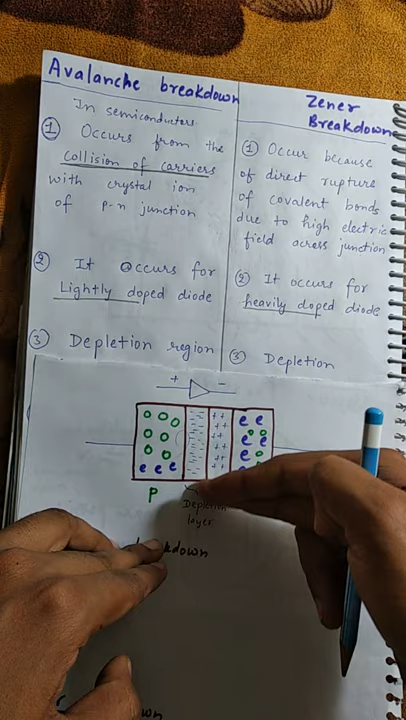 Avalanche breakdown
In semiconductors
① Occurs from the
collision of carriers
with crystal ion
of p-n junction
② It occurs for
Lightly doped diode
③ Depletion region
Zener
Breakdown
① Occur because
of direct rupture
of covalent bonds
due to high electric
field across junction
② It occurs for
heavily doped diode
③ Depletion
+ -
e e e
++
++
++
++
++
e e
e e
e
P
layer